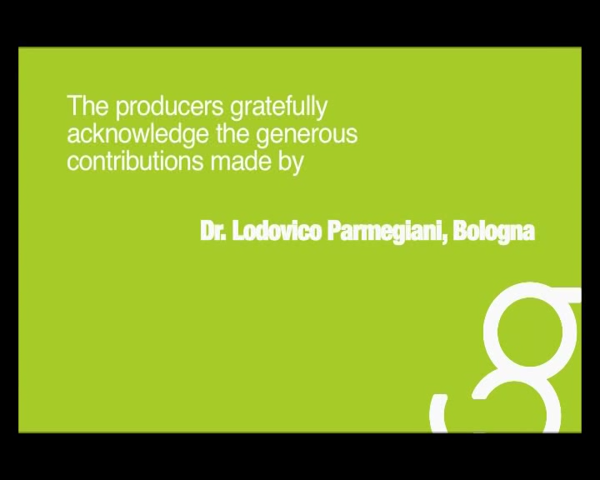 The producers gratefully
acknowledge the generous
contributions made by
Dr. Lodovico Parmegiani, Bologna